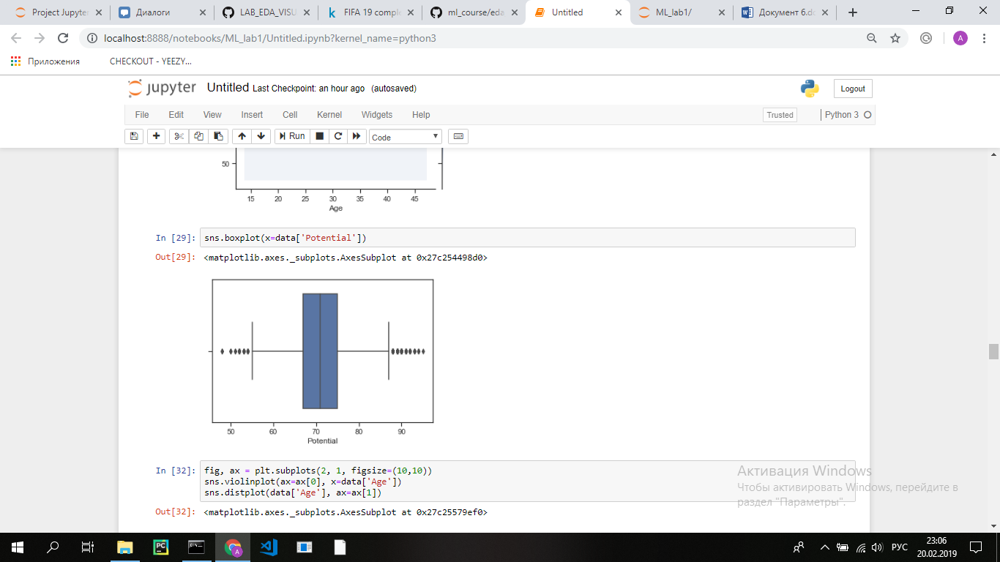 Project Jupyter
Диалоги
LAB_EDA_VISU
FIFA 19 comple
ml_course/eda
Untitled
ML_lab1/
Документ 6.do
localhost:8888/notebooks/ML_lab1/Untitled.ipynb?kernel_name=python3
A
Приложения
CHECKOUT - YEEZY...
jupyter Untitled Last Checkpoint: an hour ago (autosaved)
Logout
File Edit View Insert Cell Kernel Widgets Help
Trusted
Python 3
Run
Code
50
15 20 25 30 35 40 45
Age
In [29]: sns.boxplot(x=data['Potential'])
Out[29]: <matplotlib.axes._subplots.AxesSubplot at 0x27c254498d0>
50 60 70 80 90
Potential
In [32]: fig, ax = plt.subplots(2, 1, figsize=(10,10))
sns.violinplot(ax=ax[0], x=data['Age'])
sns.distplot(data['Age'], ax=ax[1])
Активация Windows
Чтобы активировать Windows, перейдите в
раздел "Параметры".
Out[32]: <matplotlib.axes._subplots.AxesSubplot at 0x27c25579ef0>
РУС
23:06
20.02.2019